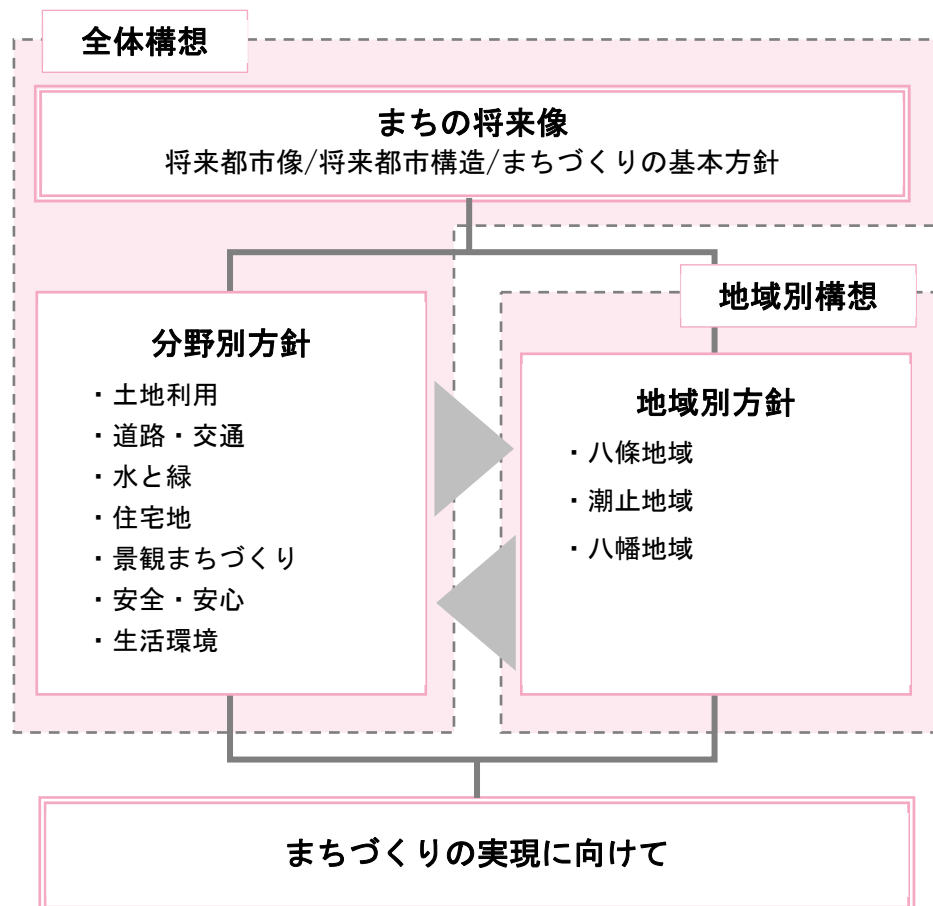 全体構想
まちの将来像
将来都市像/将来都市構造/まちづくりの基本方針
分野別方針
・土地利用
・道路・交通
・水と緑
・住宅地
・景観まちづくり
・安全・安心
・生活環境
地域別構想
地域別方針
・八條地域
・潮止地域
・八幡地域
まちづくりの実現に向けて